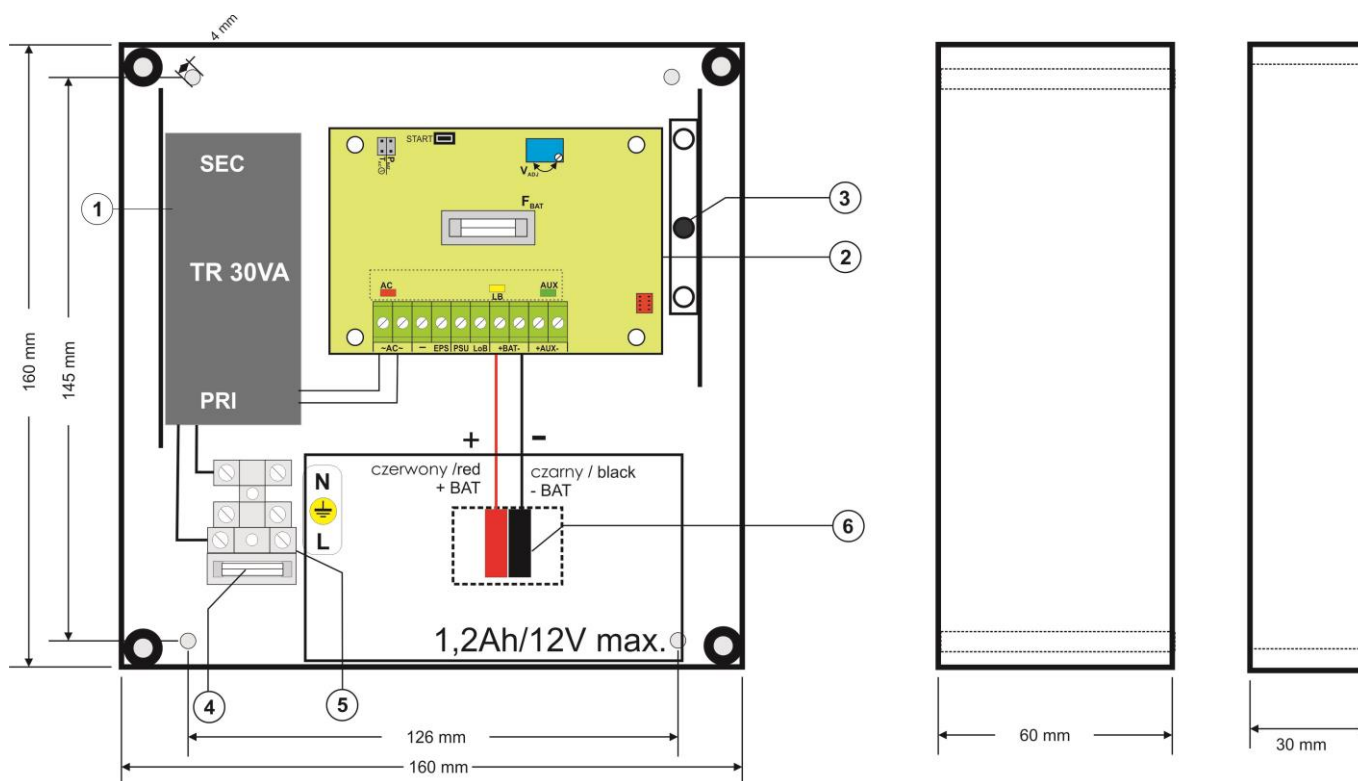 4 mm
SEC
TR 30VA
PRI
START
V ADJ
F BAT
AC
LB
AUX
~AC~ — EPS PSU LoB +BAT- +AUX-
1
2
3
160 mm
145 mm
+ -
czerwony /red
+ BAT
czarny / black
- BAT
N
L
6
1,2Ah/12V max.
4
5
126 mm
160 mm
60 mm
30 mm